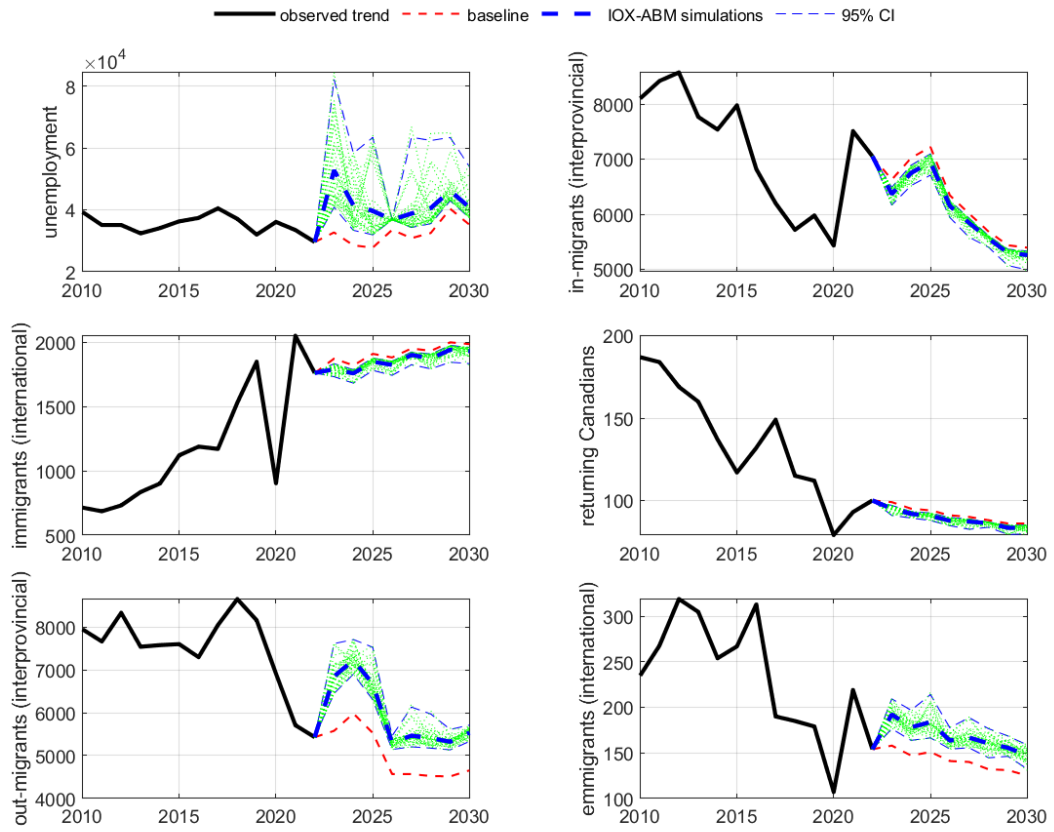 observed trend baseline IOX-ABM simulations 95% CI
×10⁴
unemployment
8
6
4
2
2010 2015 2020 2025 2030
in-migrants (interprovincial)
8000
7000
6000
5000
2010 2015 2020 2025 2030
immigrants (international)
2000
1500
1000
500
2010 2015 2020 2025 2030
returning Canadians
200
150
100
2010 2015 2020 2025 2030
out-migrants (interprovincial)
8000
7000
6000
5000
4000
2010 2015 2020 2025 2030
emmigrants (international)
300
250
200
150
100
2010 2015 2020 2025 2030